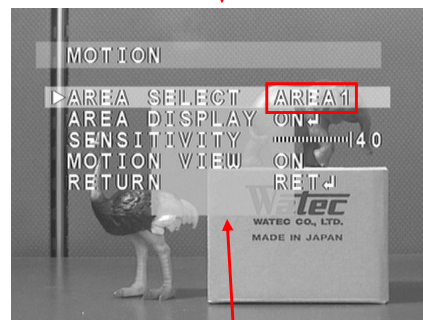 MOTION
AREA SELECT AREA1
AREA DISPLAY ON↲
SENSITIVITY 40
MOTION VIEW ON
RETURN RET↲
Watec
WATEC CO., LTD.
MADE IN JAPAN